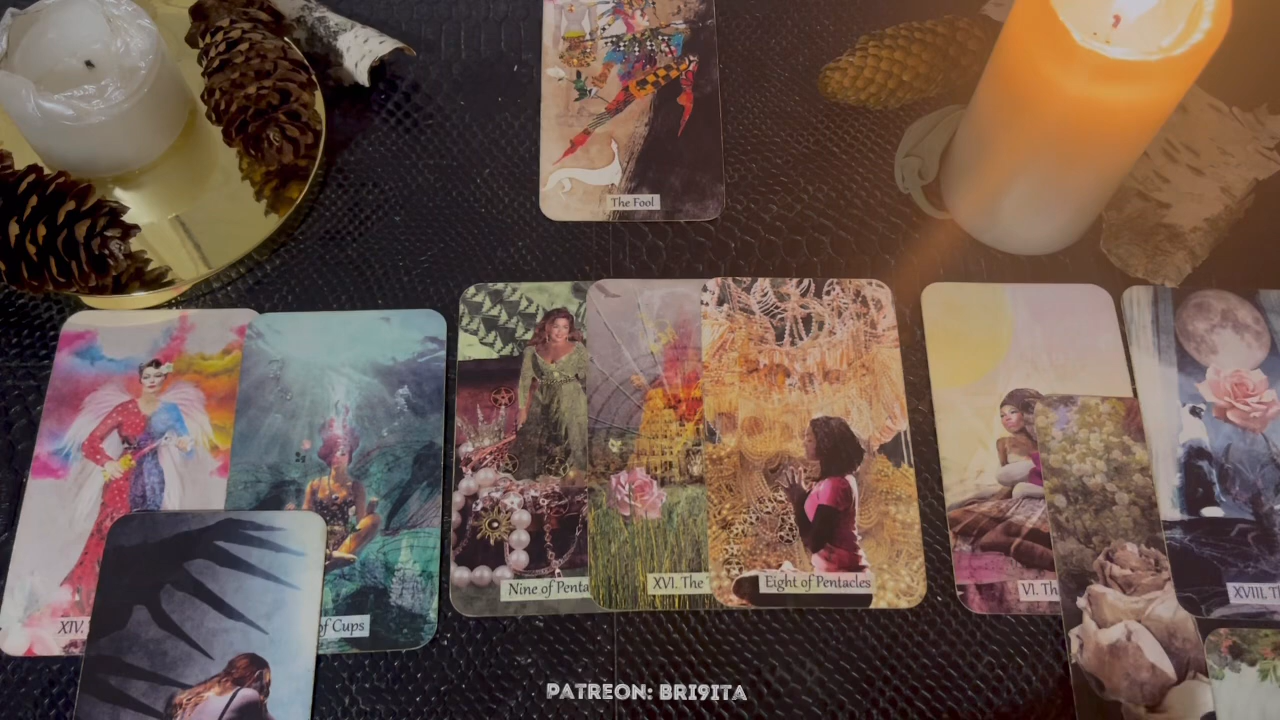 The Fool
XIV.
of Cups
Nine of Penta
XVI. The
Eight of Pentacles
VI. Th
XVIII. T
PATREON: BRI9ITA